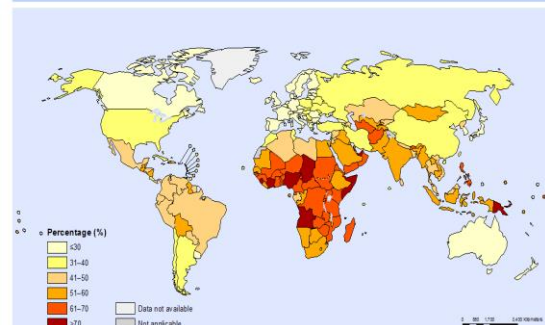 Percentage (%)
≤30
31–40
41–50
51–60
61–70
>70
Data not available
Not applicable